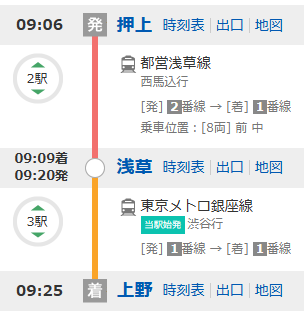 09:06 発 押上 時刻表 出口 地図
2駅
都営浅草線
西馬込行
[発] 2番線 → [着] 1番線
乗車位置 : [8両] 前 中
09:09着
09:20発
浅草 時刻表 出口 地図
3駅
東京メトロ銀座線
当駅始発 渋谷行
[発] 1番線 → [着] 1番線
09:25 着 上野 時刻表 出口 地図